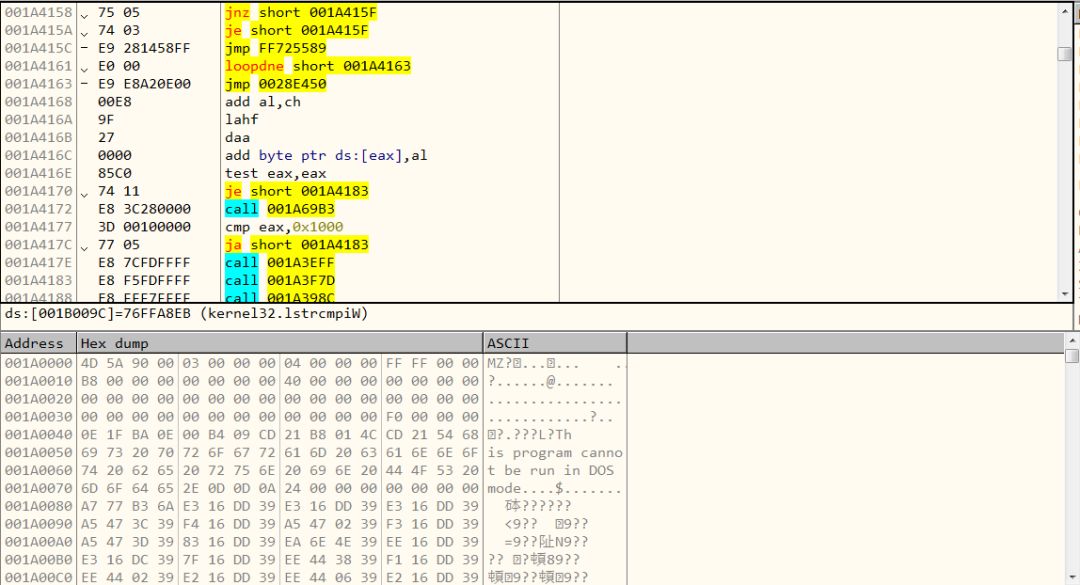 001A4158 75 05 jnz short 001A415F
001A415A 74 03 je short 001A415F
001A415C - E9 281458FF jmp FF725589
001A4161 E0 00 loopdne short 001A4163
001A4163 - E9 E8A20E00 jmp 0028E450
001A4168 00E8 add al,ch
001A416A 9F lahf
001A416B 27 daa
001A416C 0000 add byte ptr ds:[eax],al
001A416E 85C0 test eax,eax
001A4170 74 11 je short 001A4183
001A4172 E8 3C280000 call 001A69B3
001A4177 3D 00100000 cmp eax,0x1000
001A417C 77 05 ja short 001A4183
001A417E E8 7CFDFFFF call 001A3EFF
001A4183 E8 F5FDFFFF call 001A3F7D
001A4188 E8 FFF7FFFF call 001A398C
ds:[001B009C]=76FFA8EB (kernel32.lstrcmpiW)
Address Hex dump ASCII
001A0000 4D 5A 90 00 03 00 00 00 04 00 00 00 FF FF 00 00 MZ?...... ..
001A0010 B8 00 00 00 00 00 00 00 40 00 00 00 00 00 00 00 ?......@.......
001A0020 00 00 00 00 00 00 00 00 00 00 00 00 00 00 00 00 ................
001A0030 00 00 00 00 00 00 00 00 00 00 00 00 F0 00 00 00 ............?..
001A0040 0E 1F BA 0E 00 B4 09 CD 21 B8 01 4C CD 21 54 68 ?.???L?Th
001A0050 69 73 20 70 72 6F 67 72 61 6D 20 63 61 6E 6E 6F is program canno
001A0060 74 20 62 65 20 72 75 6E 20 69 6E 20 44 4F 53 20 t be run in DOS
001A0070 6D 6F 64 65 2E 0D 0D 0A 24 00 00 00 00 00 00 00 mode....$.......
001A0080 A7 77 B3 6A E3 16 DD 39 E3 16 DD 39 E3 16 DD 39 ??????
001A0090 A5 47 3C 39 F4 16 DD 39 A5 47 02 39 F3 16 DD 39 <9?? 9??
001A00A0 A5 47 3D 39 83 16 DD 39 EA 6E 4E 39 EE 16 DD 39 =9??阯N9??
001A00B0 E3 16 DC 39 7F 16 DD 39 EE 44 38 39 F1 16 DD 39 ?? ?頓89??
001A00C0 EE 44 02 39 E2 16 DD 39 EE 44 06 39 E2 16 DD 39 頓9??頓9??